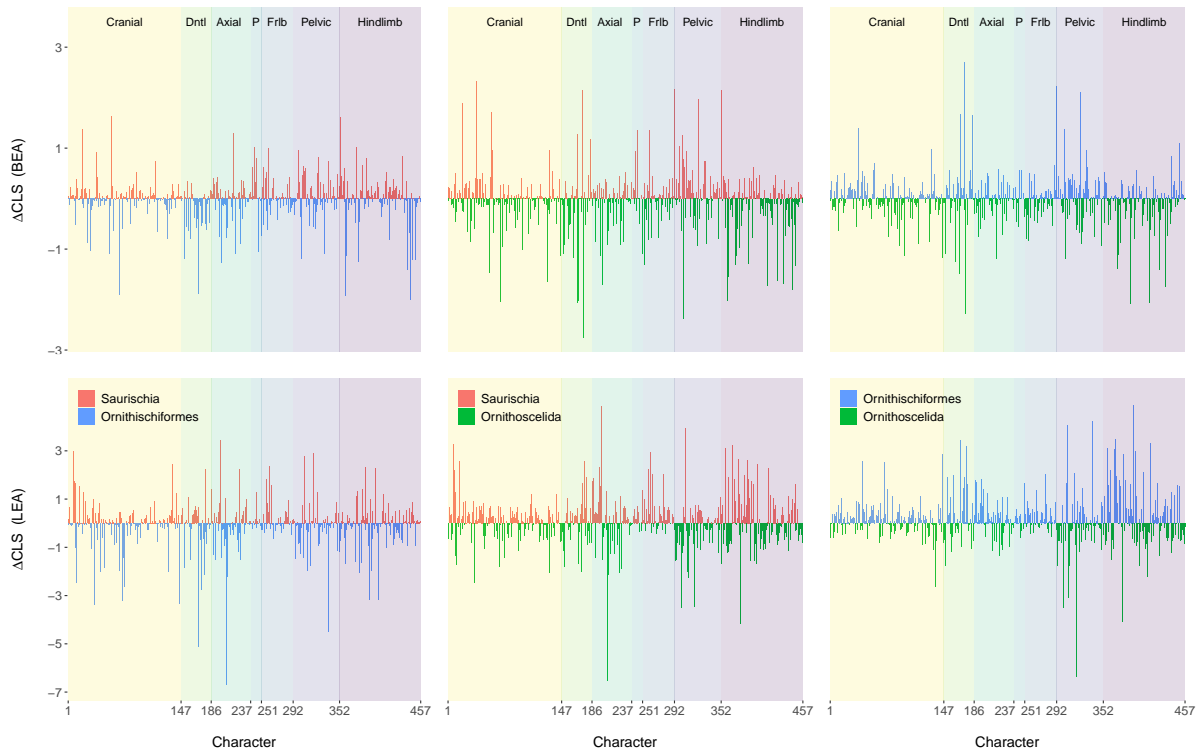 Cranial Dntl Axial P Frlb Pelvic Hindlimb
Cranial Dntl Axial P Frlb Pelvic Hindlimb
Cranial Dntl Axial P Frlb Pelvic Hindlimb
ΔCLS (BEA)
3
1
−1
−3
ΔCLS (LEA)
3
1
−1
−3
−5
−7
Saurischia
Ornithischiformes
Saurischia
Ornithoscelida
Ornithischiformes
Ornithoscelida
1 147 186 237 251 292 352 457
1 147 186 237 251 292 352 457
1 147 186 237 251 292 352 457
Character
Character
Character